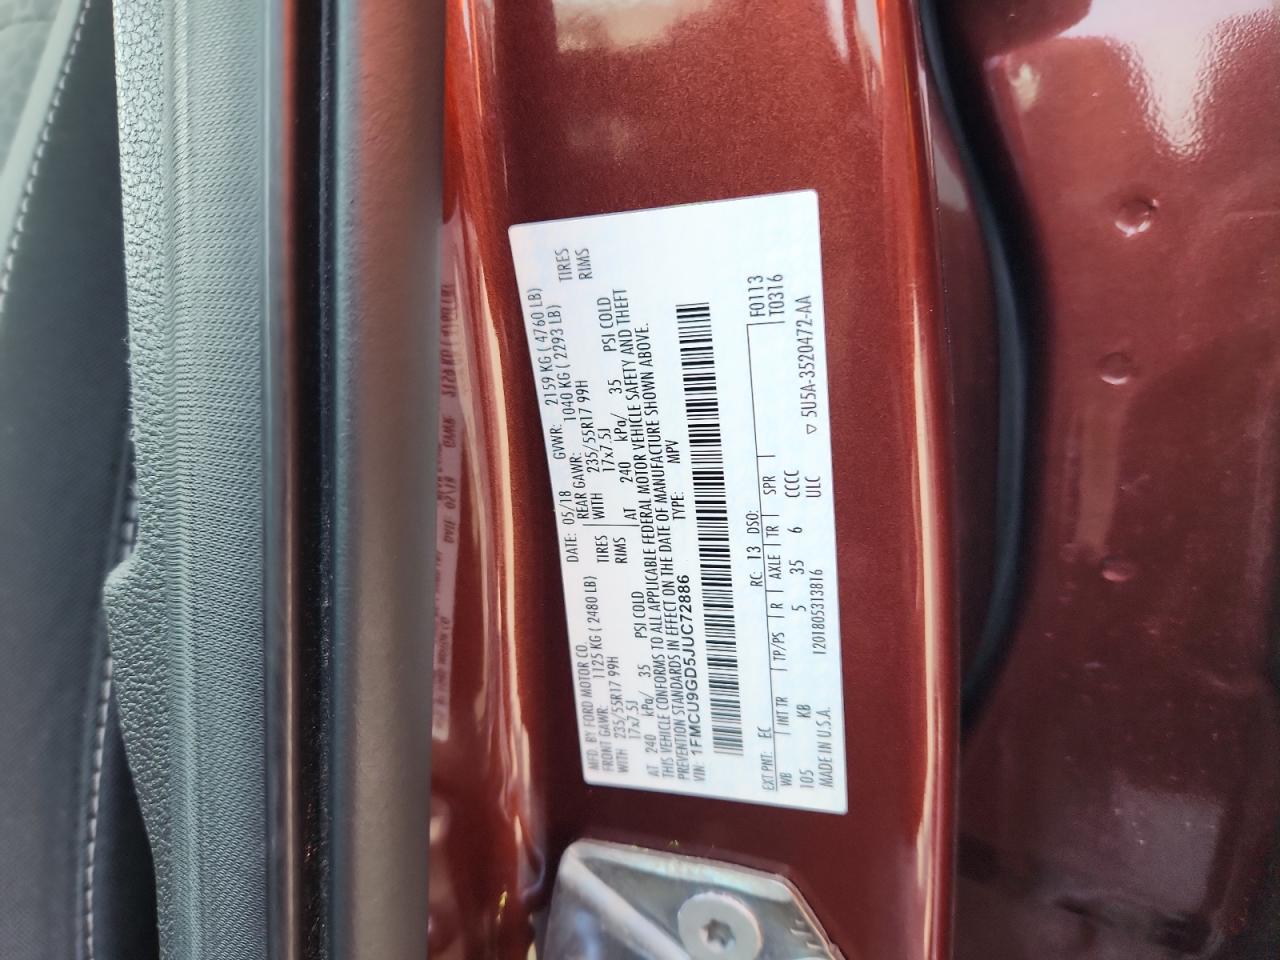 MFD. BY FORD MOTOR CO.
DATE: 05/18 GVWR: 2159 KG ( 4760 LB)
FRONT GAWR: 1125 KG ( 2480 LB) REAR GAWR: 1040 KG ( 2293 LB)
WITH 235/55R17 99H TIRES WITH 235/55R17 99H TIRES
17x7.5J RIMS 17x7.5J RIMS
AT 240 kPa/ 35 PSI COLD AT 240 kPa/ 35 PSI COLD
THIS VEHICLE CONFORMS TO ALL APPLICABLE FEDERAL MOTOR VEHICLE SAFETY AND THEFT
PREVENTION STANDARDS IN EFFECT ON THE DATE OF MANUFACTURE SHOWN ABOVE.
VIN: 1FMCU9GD5JUC72886 TYPE: MPV
EXT PNT: EC RC: 13 DSO: F0113
WB INT TR TP/PS R AXLE TR SPR T0316
105 KB 5 35 6 CCCC
MADE IN U.S.A. 1201805313816 UIC ▽ 5U5A-3520472-AA